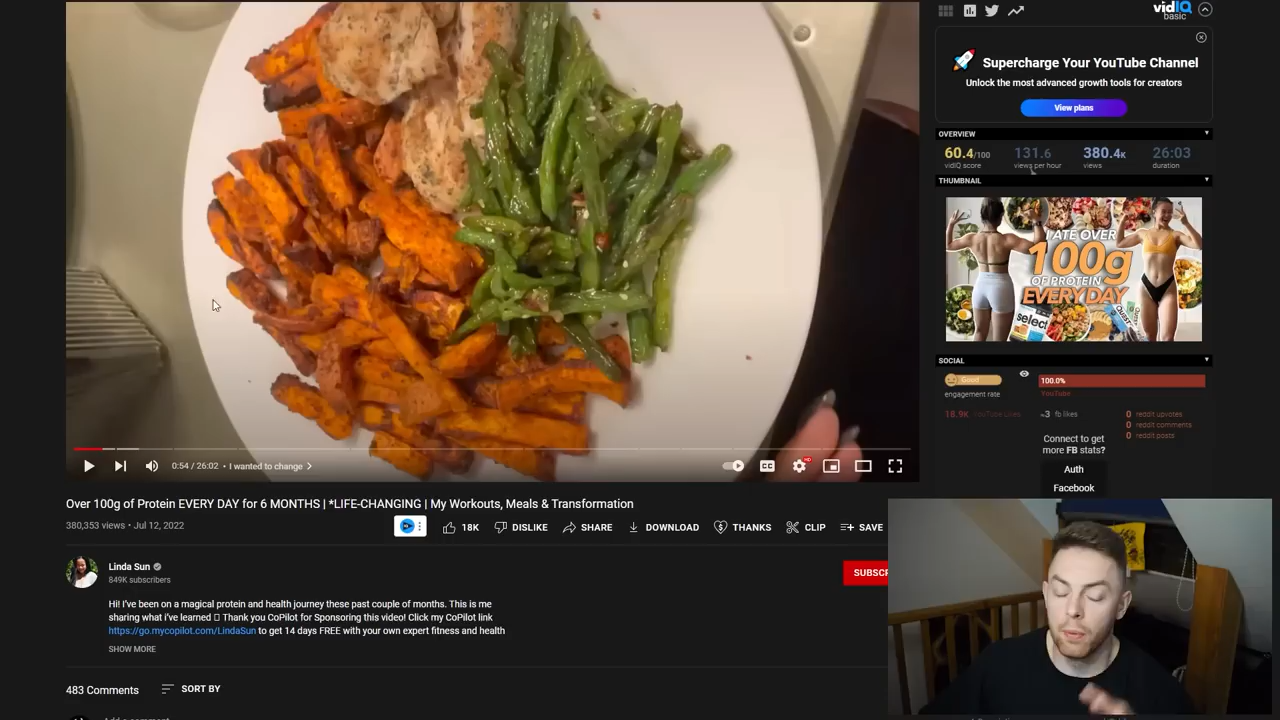 vidIQ
basic
Supercharge Your YouTube Channel
Unlock the most advanced growth tools for creators
View plans
OVERVIEW
60.4/100
vidIQ score
131.6
views per hour
380.4K
views
26:03
duration
THUMBNAIL
I ATE OVER
100g
OF PROTEIN
EVERY DAY
select
QUEST
SOCIAL
Good
engagement rate
100.0%
YouTube
18.9K YouTube Likes
~3 fb likes
0 reddit upvotes
0 reddit comments
0 reddit posts
Connect to get
more FB stats?
Auth
Facebook
0:54 / 26:02 • I wanted to change
CC
HD
Over 100g of Protein EVERY DAY for 6 MONTHS | *LIFE-CHANGING | My Workouts, Meals & Transformation
380,353 views • Jul 12, 2022
18K
DISLIKE
SHARE
DOWNLOAD
THANKS
CLIP
SAVE
Linda Sun
849K subscribers
SUBSCR
Hi! I've been on a magical protein and health journey these past couple of months. This is me
sharing what i've learned Thank you CoPilot for Sponsoring this video! Click my CoPilot link
https://go.mycopilot.com/LindaSun to get 14 days FREE with your own expert fitness and health
SHOW MORE
483 Comments
SORT BY